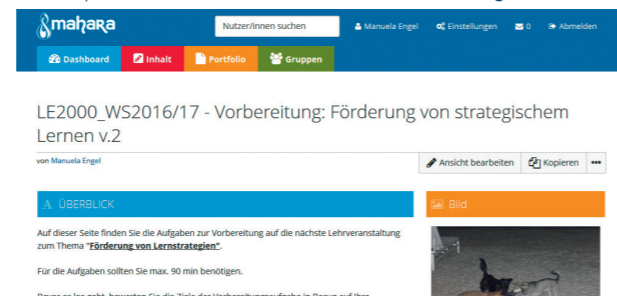 mahara
Nutzer/innen suchen
Manuela Engel
Einstellungen
0
Abmelden
Dashboard
Inhalt
Portfolio
Gruppen
LE2000_WS2016/17 - Vorbereitung: Förderung von strategischem
Lernen v.2
von Manuela Engel
Ansicht bearbeiten
Kopieren
A ÜBERBLICK
Bild
Auf dieser Seite finden Sie die Aufgaben zur Vorbereitung auf die nächste Lehrveranstaltung
zum Thema "Förderung von Lernstrategien".
Für die Aufgaben sollten Sie max. 90 min benötigen.